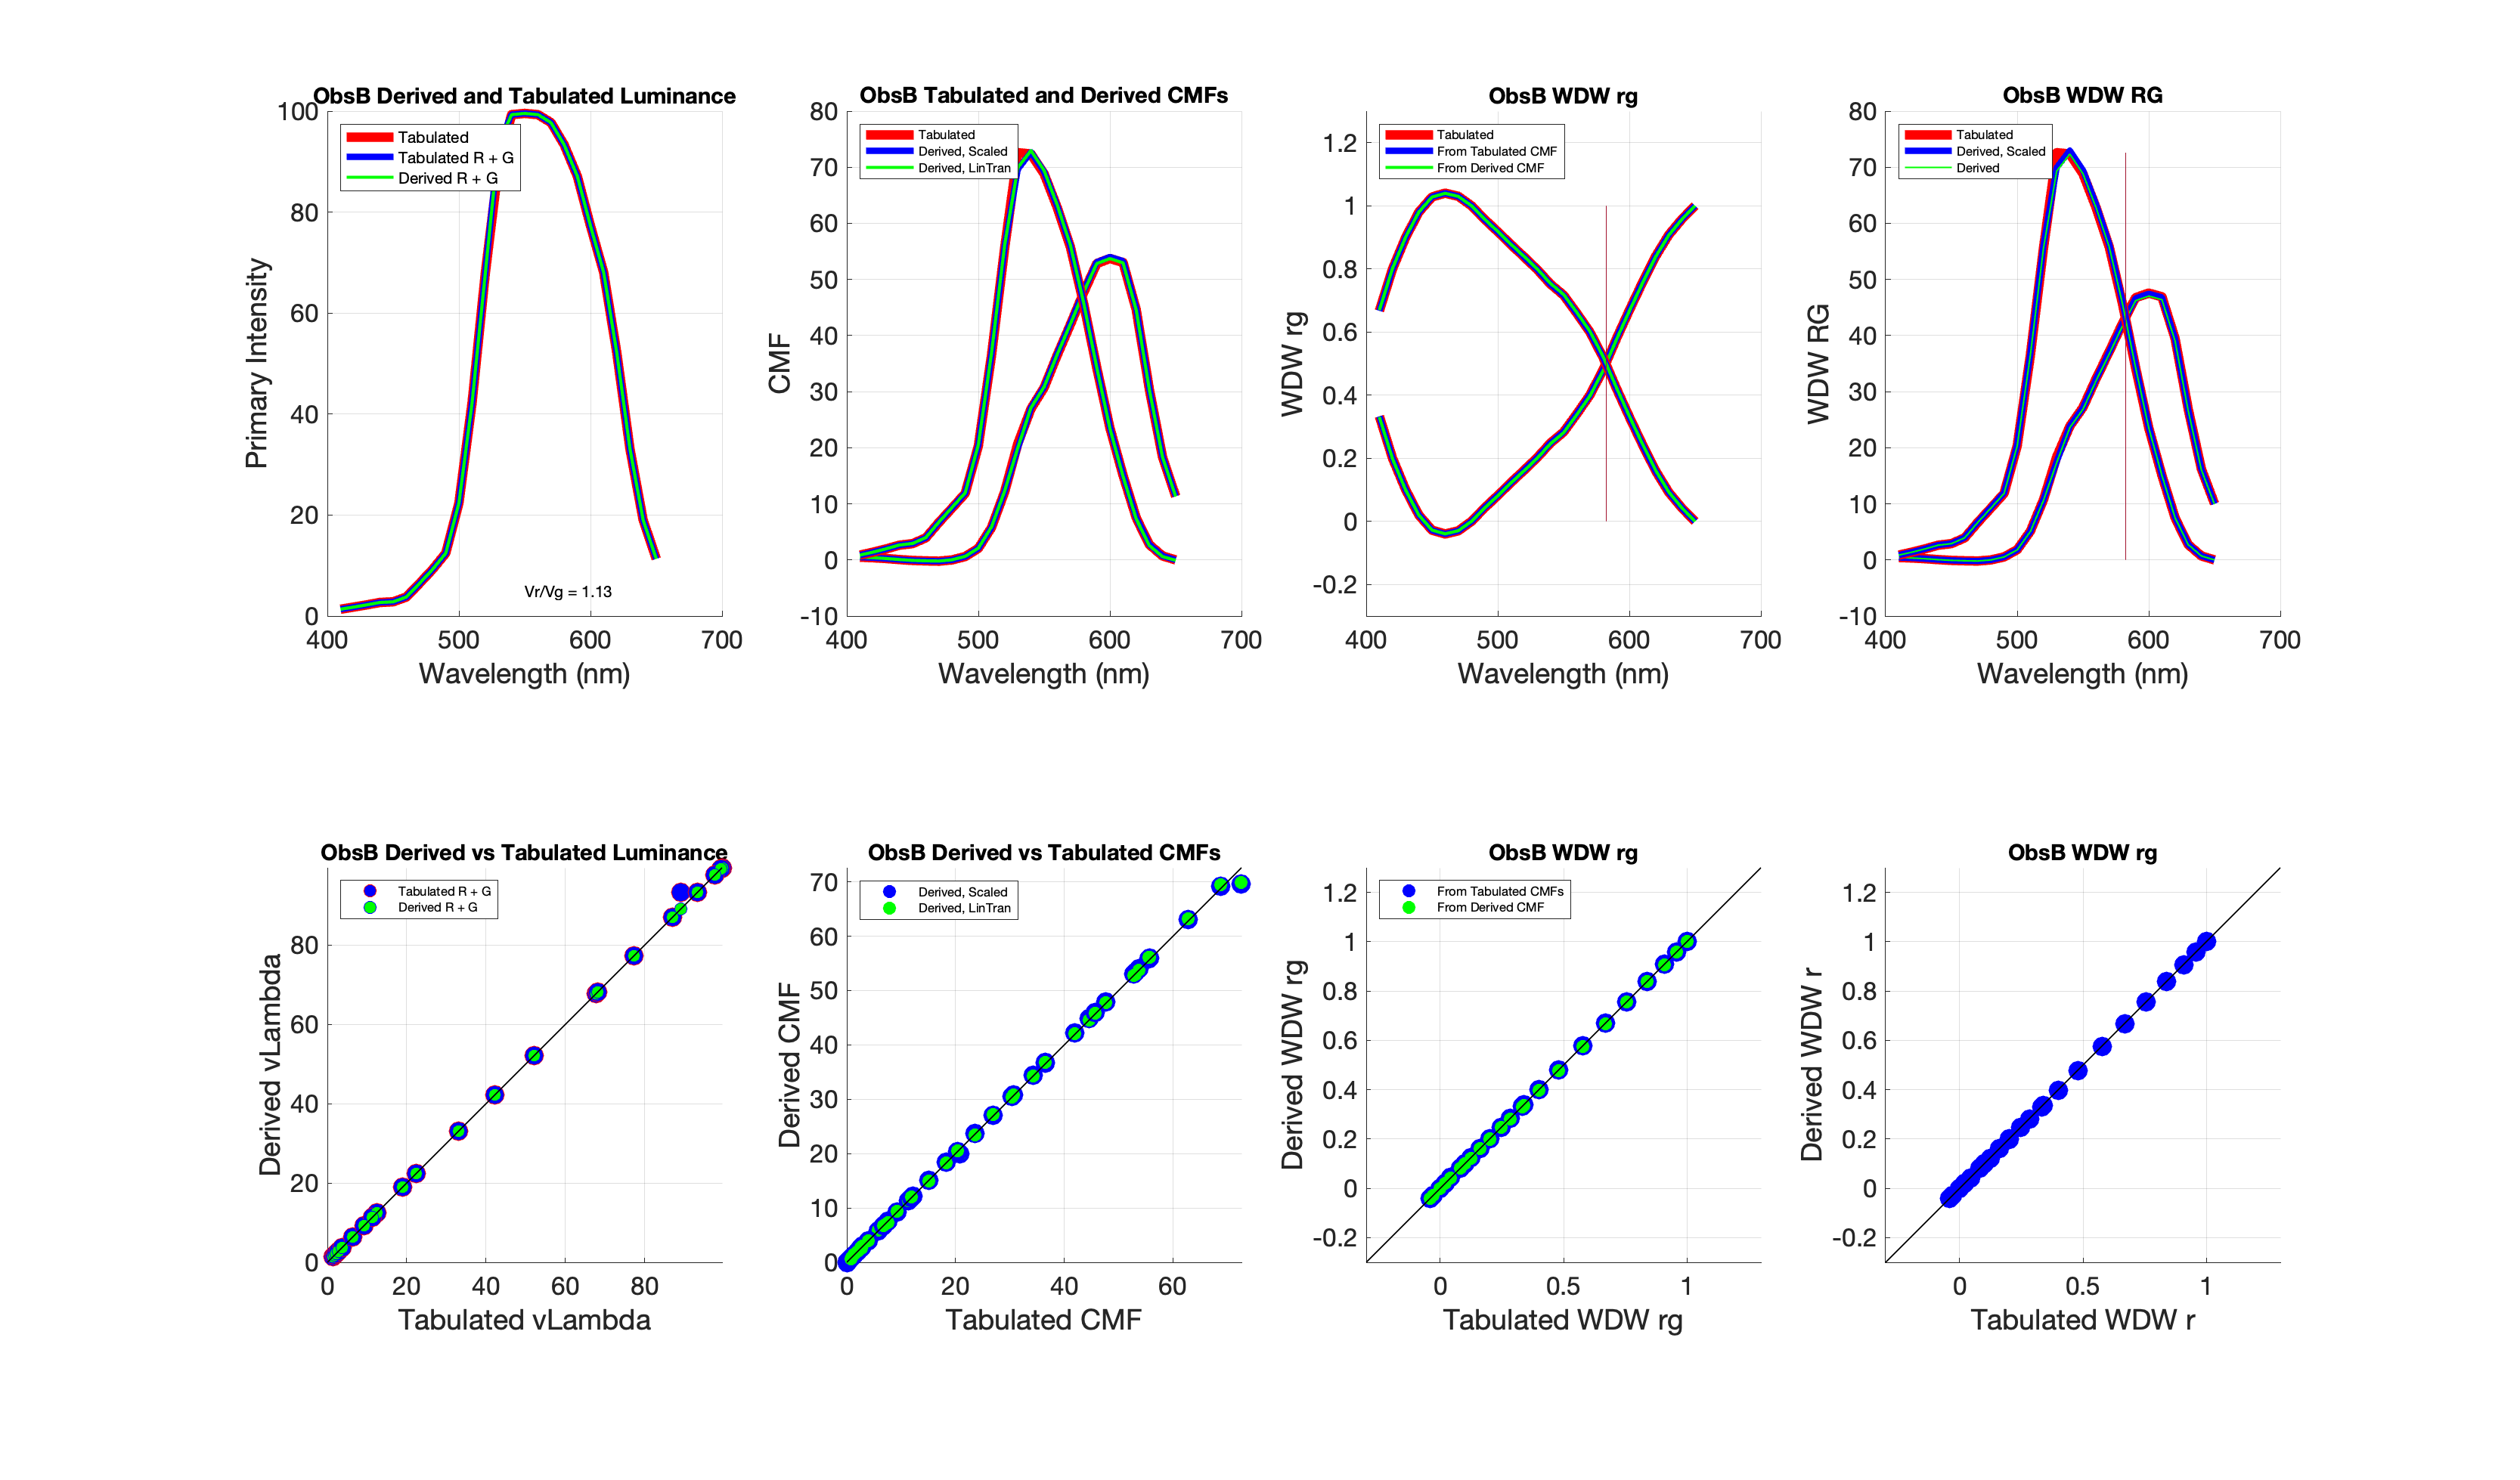 ObsB Derived and Tabulated Luminance
100
80
60
40
20
0
Primary Intensity
Tabulated
Tabulated R + G
Derived R + G
Vr/Vg = 1.13
400 500 600 700
Wavelength (nm)
ObsB Tabulated and Derived CMFs
80
70
60
50
40
30
20
10
0
-10
CMF
Tabulated
Derived, Scaled
Derived, LinTran
400 500 600 700
Wavelength (nm)
ObsB WDW rg
1.2
1
0.8
0.6
0.4
0.2
0
-0.2
WDW rg
Tabulated
From Tabulated CMF
From Derived CMF
400 500 600 700
Wavelength (nm)
ObsB WDW RG
80
70
60
50
40
30
20
10
0
-10
WDW RG
Tabulated
Derived, Scaled
Derived
400 500 600 700
Wavelength (nm)
ObsB Derived vs Tabulated Luminance
80
60
40
20
0
Derived vLambda
Tabulated R + G
Derived R + G
0 20 40 60 80
Tabulated vLambda
ObsB Derived vs Tabulated CMFs
70
60
50
40
30
20
10
0
Derived CMF
Derived, Scaled
Derived, LinTran
0 20 40 60
Tabulated CMF
ObsB WDW rg
1.2
1
0.8
0.6
0.4
0.2
0
-0.2
Derived WDW rg
From Tabulated CMFs
From Derived CMF
0 0.5 1
Tabulated WDW rg
ObsB WDW rg
1.2
1
0.8
0.6
0.4
0.2
0
-0.2
Derived WDW r
0 0.5 1
Tabulated WDW r